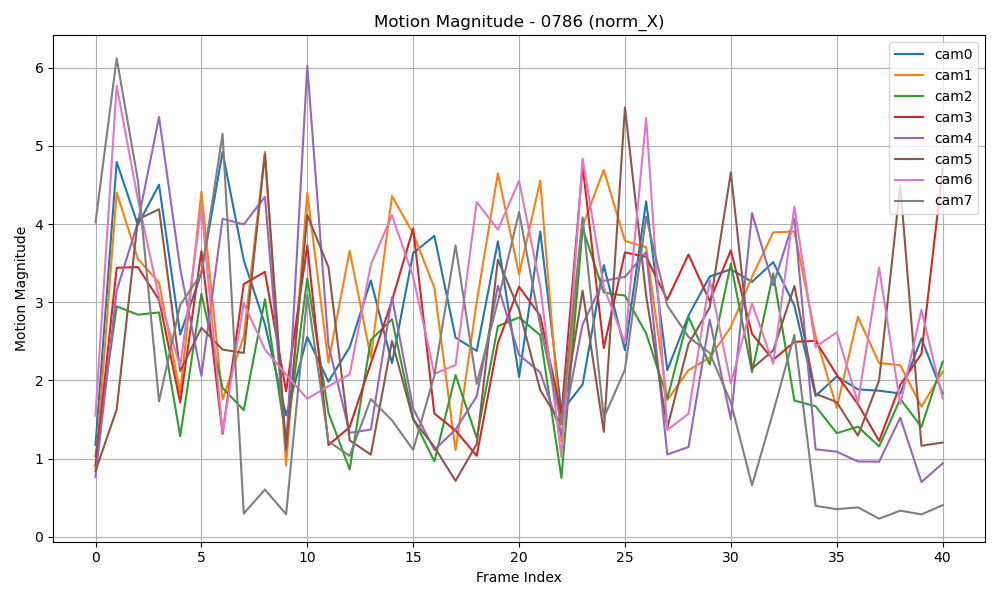 Motion Magnitude - 0786 (norm_X)
Motion Magnitude
6
5
4
3
2
1
0
cam0
cam1
cam2
cam3
cam4
cam5
cam6
cam7
0 5 10 15 20 25 30 35 40
Frame Index